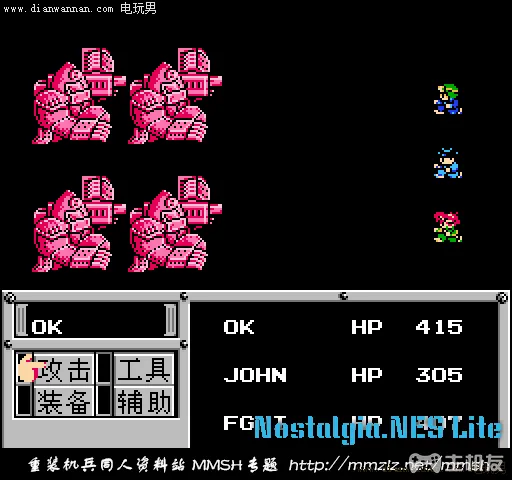 www.dianwannan.com 电玩男
OK
攻击 工具
装备 辅助
OK HP 415
JOHN HP 305
Nostalgia.NES Lite
重装机兵同人资料站 MMSH专题 http://mmzlz.net/mmsh